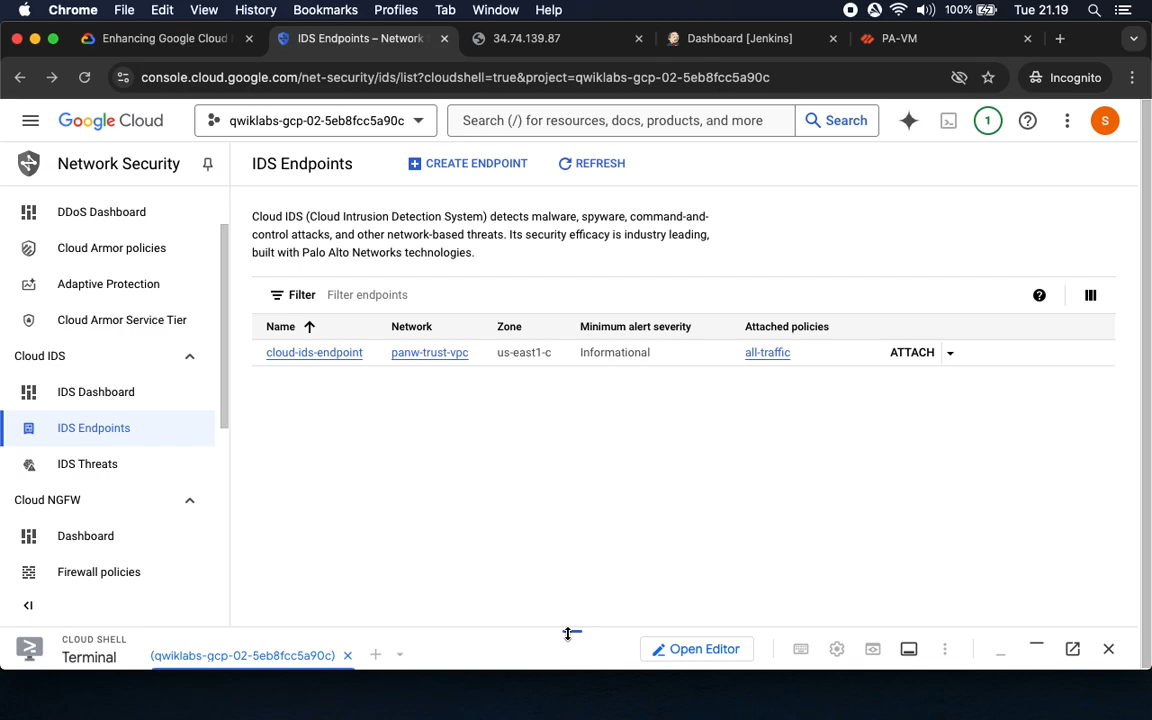 Chrome File Edit View History Bookmarks Profiles Tab Window Help 100% Tue 21.19
Enhancing Google Cloud IDS Endpoints – Network 34.74.139.87 Dashboard [Jenkins] PA-VM
console.cloud.google.com/net-security/ids/list?cloudshell=true&project=qwiklabs-gcp-02-5eb8fcc5a90c Incognito
Google Cloud qwiklabs-gcp-02-5eb8fcc5a90c Search (/) for resources, docs, products, and more Search 1 S
Network Security IDS Endpoints CREATE ENDPOINT REFRESH
DDoS Dashboard
Cloud Armor policies
Adaptive Protection
Cloud Armor Service Tier
Cloud IDS
IDS Dashboard
IDS Endpoints
IDS Threats
Cloud NGFW
Dashboard
Firewall policies
Cloud IDS (Cloud Intrusion Detection System) detects malware, spyware, command-and-
control attacks, and other network-based threats. Its security efficacy is industry leading,
built with Palo Alto Networks technologies.
Filter Filter endpoints
Name Network Zone Minimum alert severity Attached policies
cloud-ids-endpoint panw-trust-vpc us-east1-c Informational all-traffic ATTACH
CLOUD SHELL
Terminal (qwiklabs-gcp-02-5eb8fcc5a90c) Open Editor